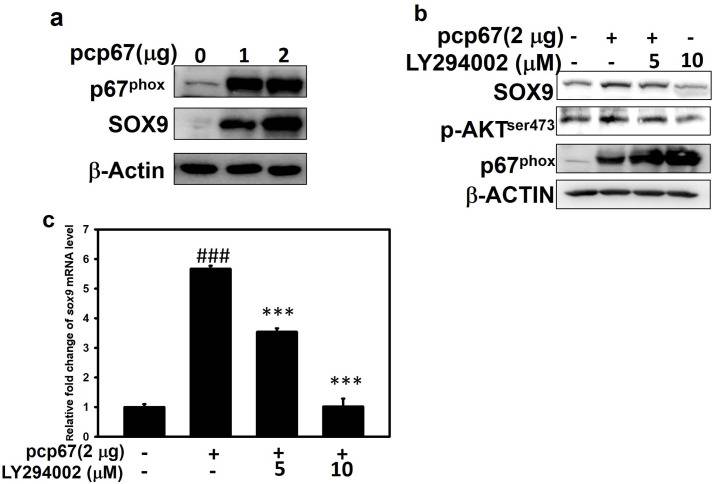 a
pcp67(μg) 0 1 2
p67phox
SOX9
β-Actin
b
pcp67(2 μg) - + + -
LY294002 (μM) - - 5 10
SOX9
p-AKTser473
p67phox
β-ACTIN
c
Relative fold change of sox9 mRNA level
7
6
5
4
3
2
1
0
###
***
***
pcp67(2 μg) - + + +
LY294002 (μM) - - 5 10